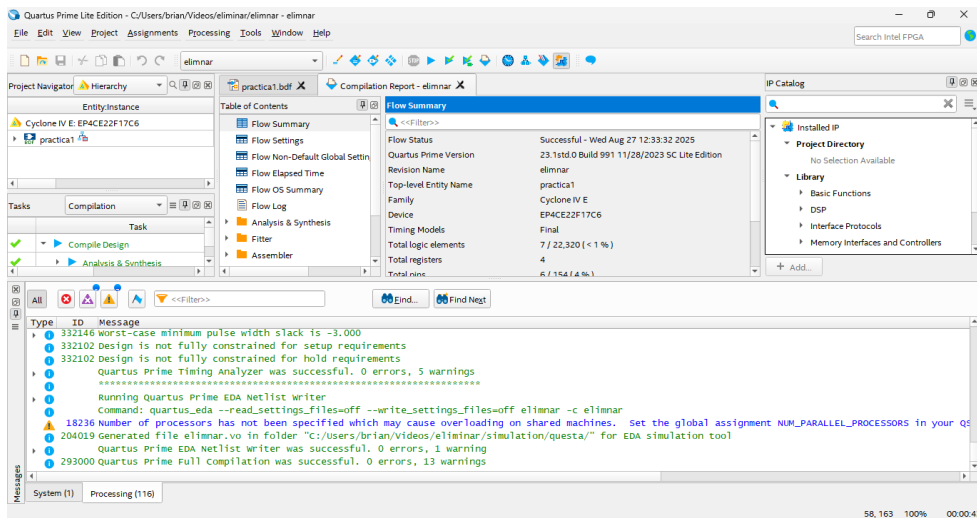 Quartus Prime Lite Edition - C:/Users/brian/Videos/eliminar/elimnar - elimnar
File Edit View Project Assignments Processing Tools Window Help
Search Intel FPGA
elimnar
Project Navigator Hierarchy
Entity:Instance
Cyclone IV E: EP4CE22F17C6
practica1
Tasks Compilation
Task
Compile Design
Analysis & Synthesis
practica1.bdf
Compilation Report - elimnar
Table of Contents
Flow Summary
Flow Settings
Flow Non-Default Global Settin
Flow Elapsed Time
Flow OS Summary
Flow Log
Analysis & Synthesis
Fitter
Assembler
Flow Summary
<<Filter>>
Flow Status Successful - Wed Aug 27 12:33:32 2025
Quartus Prime Version 23.1std.0 Build 991 11/28/2023 SC Lite Edition
Revision Name elimnar
Top-level Entity Name practica1
Family Cyclone IV E
Device EP4CE22F17C6
Timing Models Final
Total logic elements 7 / 22,320 ( < 1 % )
Total registers 4
Total pins 6 / 154 ( 4 % )
IP Catalog
Installed IP
Project Directory
No Selection Available
Library
Basic Functions
DSP
Interface Protocols
Memory Interfaces and Controllers
+ Add...
All <<Filter>> Find... Find Next
Type ID Message
332146 Worst-case minimum pulse width slack is -3.000
332102 Design is not fully constrained for setup requirements
332102 Design is not fully constrained for hold requirements
Quartus Prime Timing Analyzer was successful. 0 errors, 5 warnings
*******************************************************************
Running Quartus Prime EDA Netlist Writer
Command: quartus_eda --read_settings_files=off --write_settings_files=off elimnar -c elimnar
18236 Number of processors has not been specified which may cause overloading on shared machines.  Set the global assignment NUM_PARALLEL_PROCESSORS in your QS
204019 Generated file elimnar.vo in folder "C:/Users/brian/Videos/eliminar/simulation/questa/" for EDA simulation tool
Quartus Prime EDA Netlist Writer was successful. 0 errors, 1 warning
293000 Quartus Prime Full Compilation was successful. 0 errors, 13 warnings
Messages
System (1) Processing (116)
58, 163 100% 00:00:4